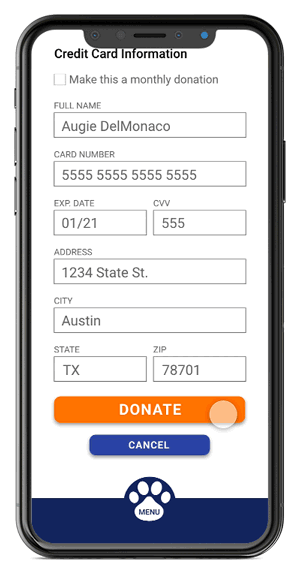 Credit Card Information
Make this a monthly donation
FULL NAME
Augie DelMonaco
CARD NUMBER
5555 5555 5555 5555
EXP. DATE CVV
01/21 555
ADDRESS
1234 State St.
CITY
Austin
STATE ZIP
TX 78701
DONATE
CANCEL
MENU